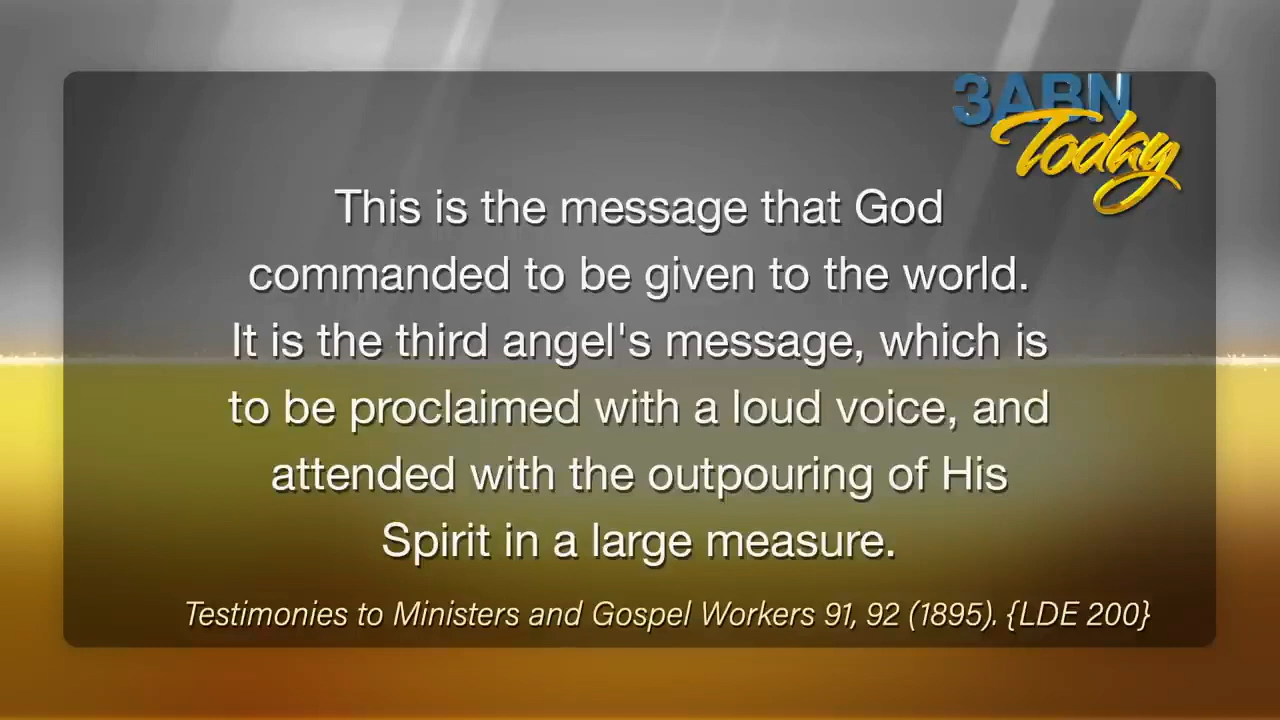 3ABN
Today
This is the message that God
commanded to be given to the world.
It is the third angel's message, which is
to be proclaimed with a loud voice, and
attended with the outpouring of His
Spirit in a large measure.
Testimonies to Ministers and Gospel Workers 91, 92 (1895). {LDE 200}